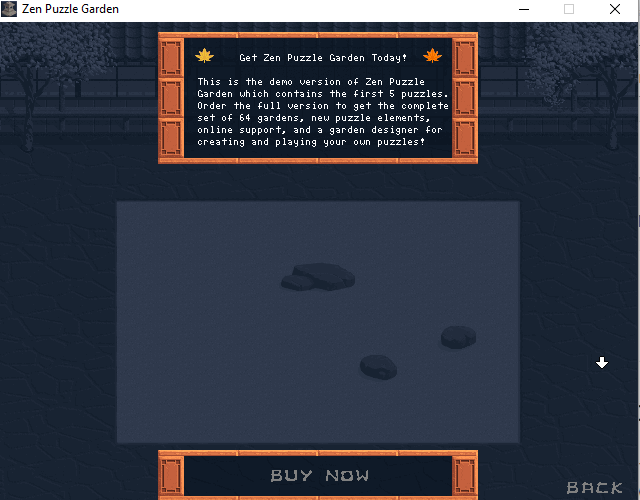 Zen Puzzle Garden
Get Zen Puzzle Garden Today!
This is the demo version of Zen Puzzle
Garden which contains the first 5 puzzles.
Order the full version to get the complete
set of 64 gardens, new puzzle elements,
online support, and a garden designer for
creating and playing your own puzzles!
BUY NOW
BACK